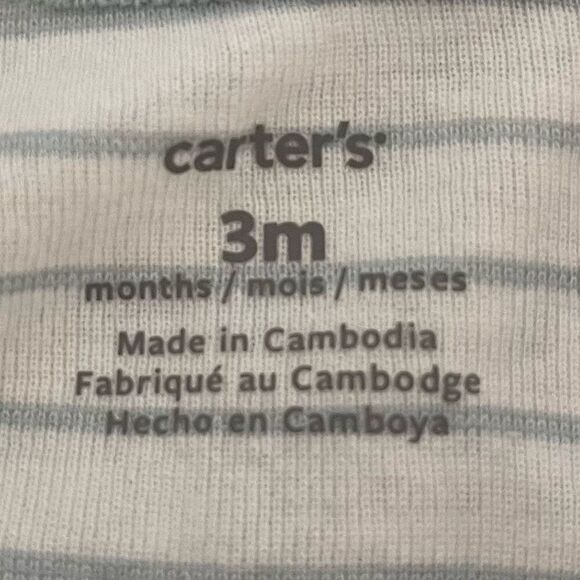 carter's
3m
months / mois / meses
Made in Cambodia
Fabriqué au Cambodge
Hecho en Camboya